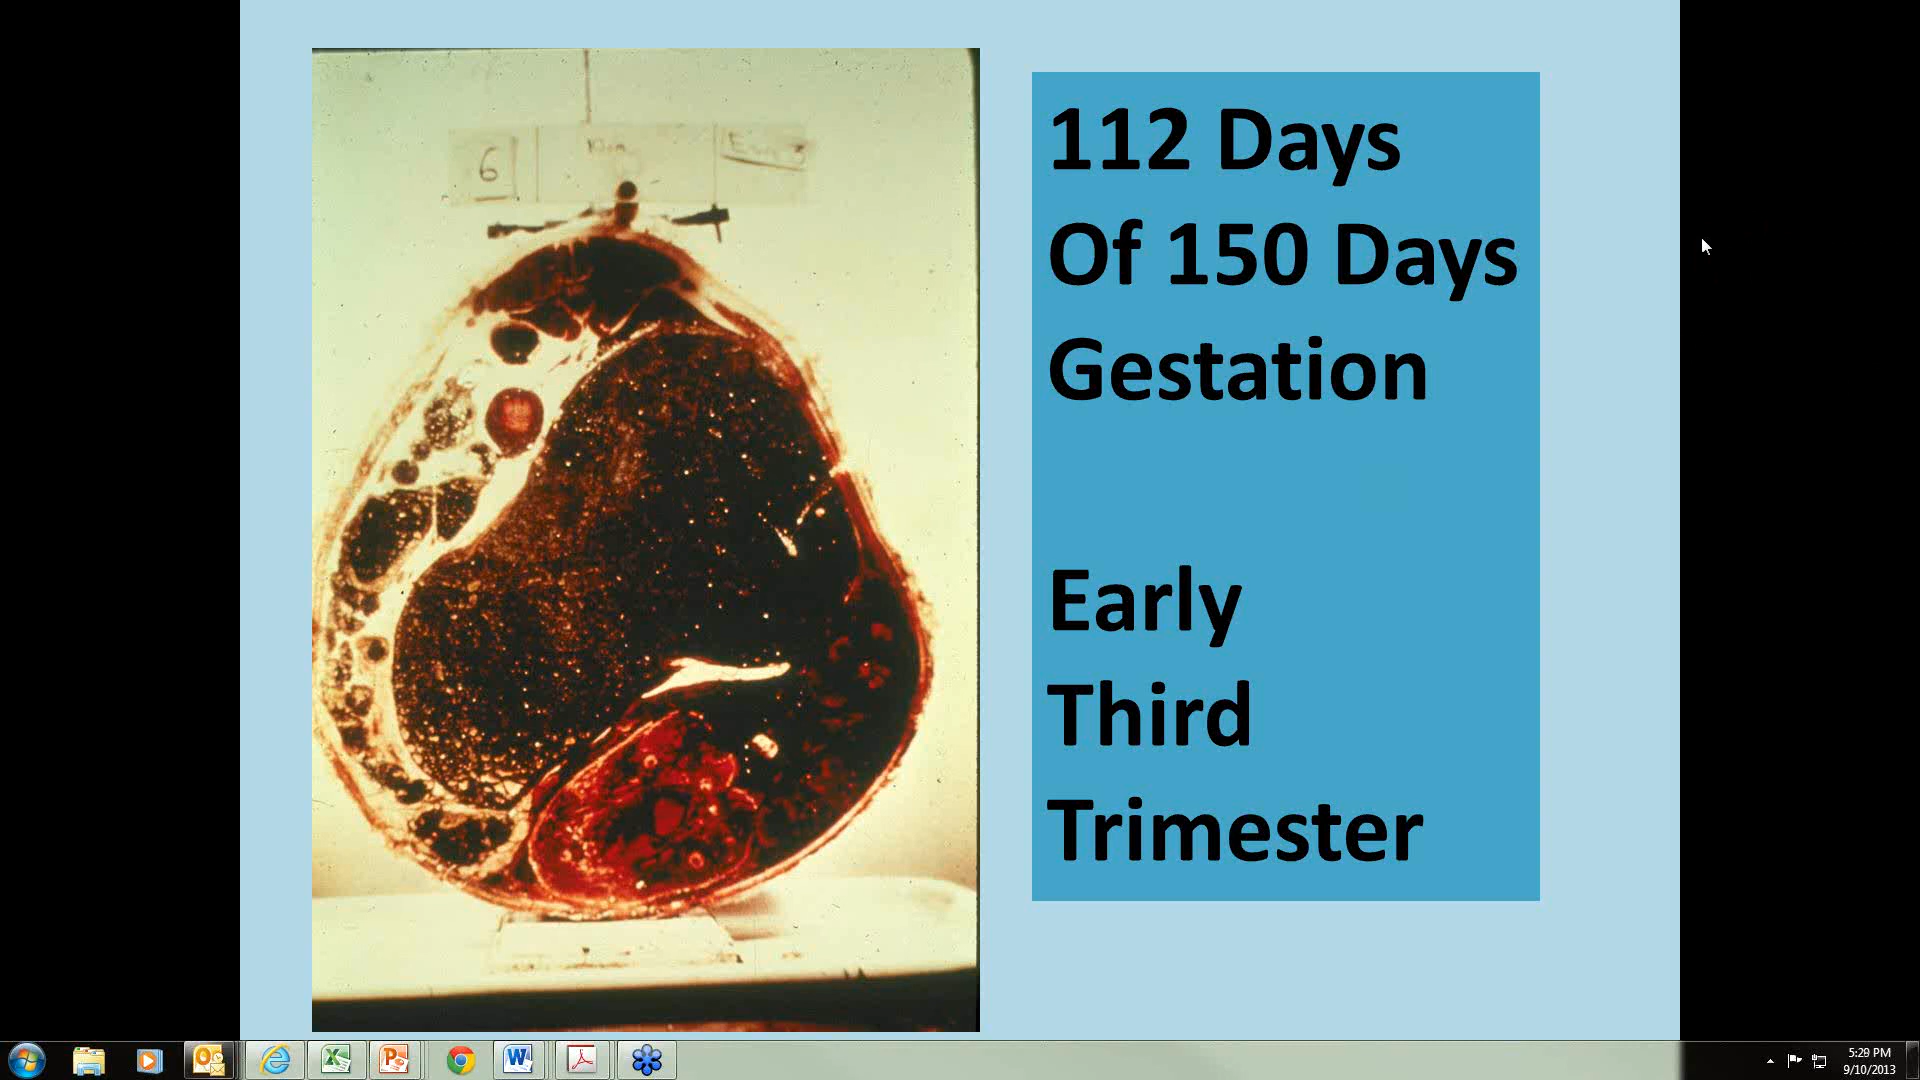 6
112 Days
Of 150 Days
Gestation
Early
Third
Trimester
5:29 PM
9/10/2013